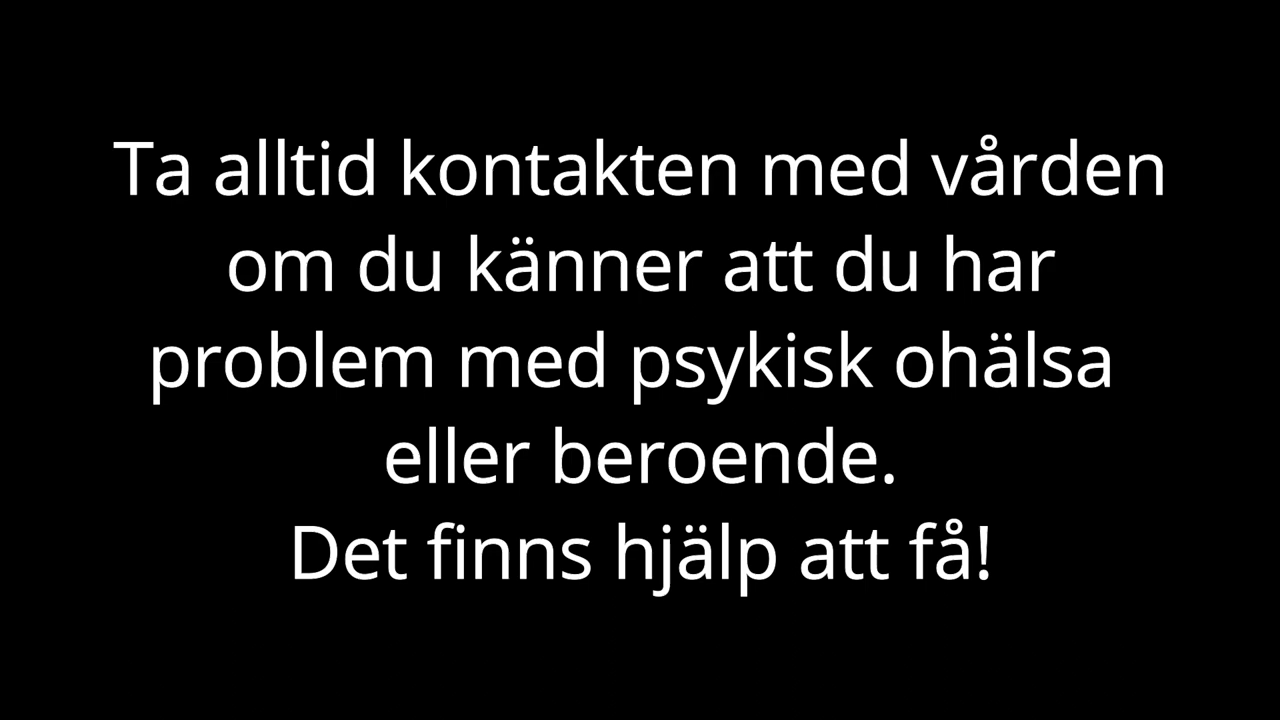 Ta alltid kontakten med vården
om du känner att du har
problem med psykisk ohälsa
eller beroende.
Det finns hjälp att få!